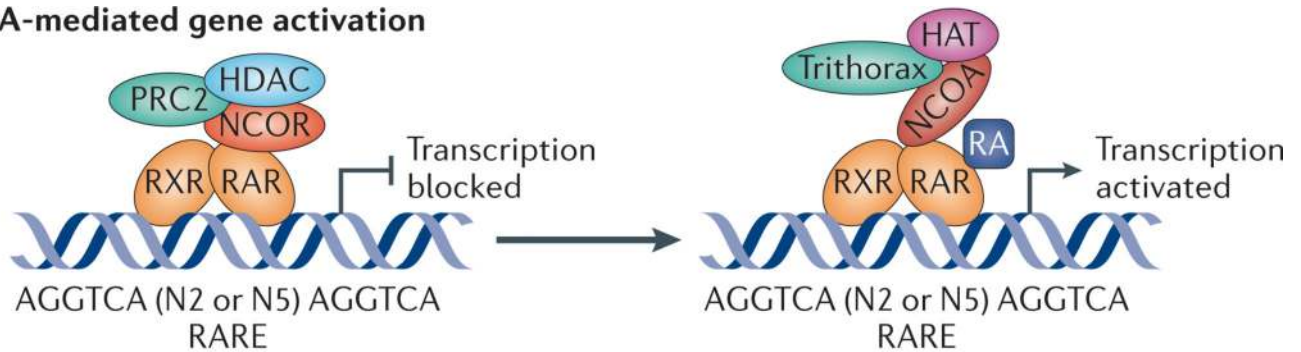 A-mediated gene activation
PRC2
HDAC
NCOR
RXR
RAR
Transcription
blocked
AGGTCA (N2 or N5) AGGTCA
RARE
HAT
Trithorax
NCOA
RA
RXR
RAR
Transcription
activated
AGGTCA (N2 or N5) AGGTCA
RARE